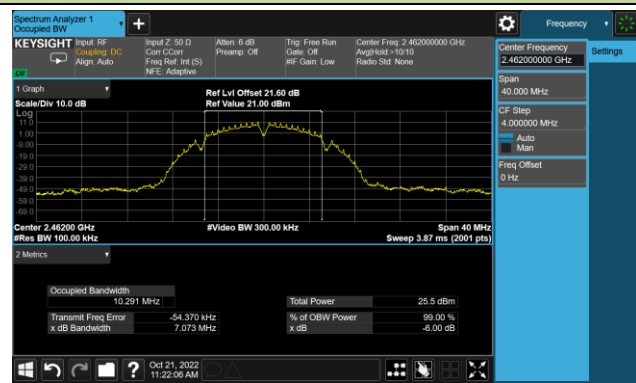 Spectrum Analyzer 1
Occupied BW
+
Frequency
KEYSIGHT
Input: RF
Coupling: DC
Align: Auto
Input Z: 50 Ω
Corr CCorr
Freq Ref: Int (S)
NFE: Adaptive
Atten: 6 dB
Preamp: Off
Trig: Free Run
Gate: Off
#IF Gain: Low
Center Freq: 2.462000000 GHz
Avg|Hold:>10/10
Radio Std: None
Center Frequency
2.462000000 GHz
Settings
Span
40.000 MHz
CF Step
4.000000 MHz
Auto
Man
Freq Offset
0 Hz
1 Graph
Scale/Div 10.0 dB
Ref Lvl Offset 21.60 dB
Ref Value 21.00 dBm
Log
11.0
1.00
-9.00
-19.0
-29.0
-39.0
-49.0
-59.0
-69.0
Center 2.46200 GHz
#Res BW 100.00 kHz
#Video BW 300.00 kHz
Span 40 MHz
Sweep 3.87 ms (2001 pts)
2 Metrics
Occupied Bandwidth
10.291 MHz
Total Power
25.5 dBm
Transmit Freq Error
-54.370 kHz
% of OBW Power
99.00 %
x dB Bandwidth
7.073 MHz
x dB
-6.00 dB
?
Oct 21, 2022
11:22:06 AM